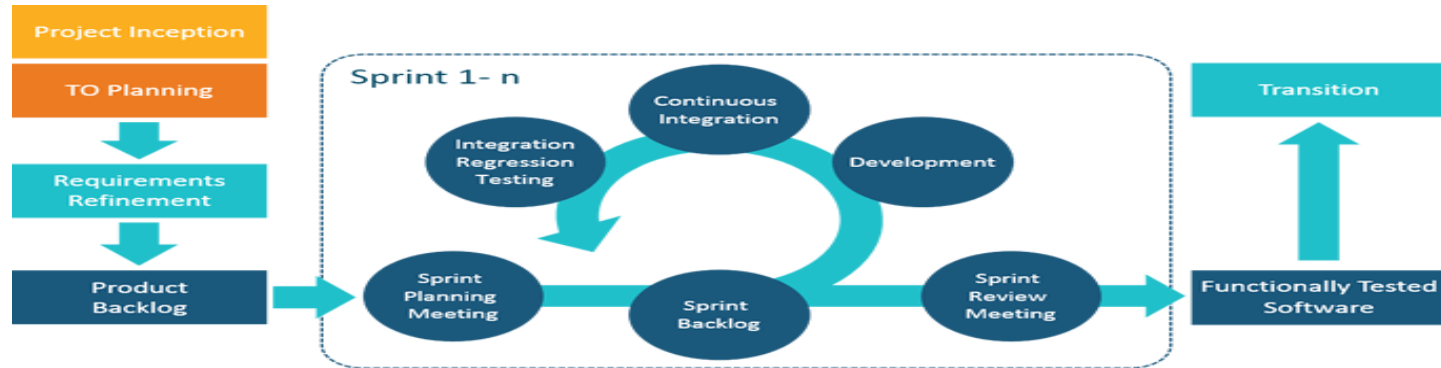 Project Inception
TO Planning
Requirements
Refinement
Product
Backlog
Sprint 1- n
Continuous
Integration
Integration
Regression
Testing
Development
Sprint
Planning
Meeting
Sprint
Backlog
Sprint
Review
Meeting
Transition
Functionally Tested
Software